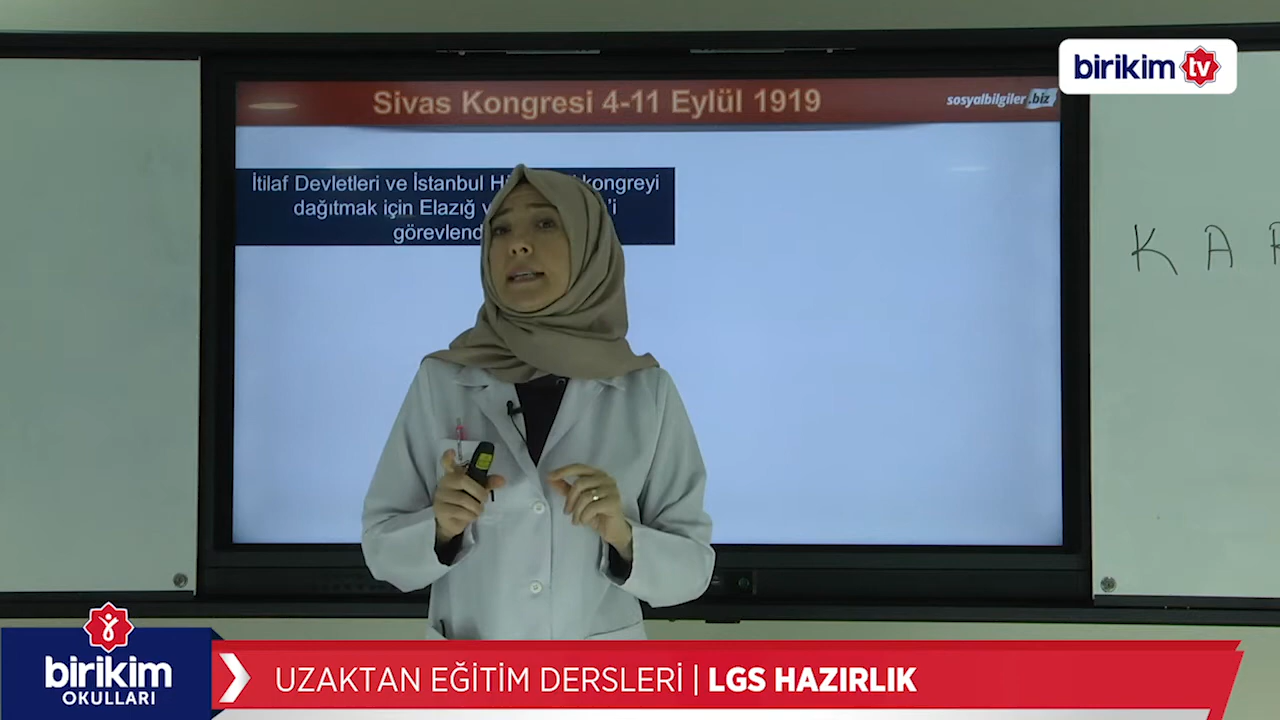 birikim tv
Sivas Kongresi 4-11 Eylül 1919
sosyalbilgiler.biz
İtilaf Devletleri ve İstanbul kongreyi
dağıtmak için Elazığ
K A
birikim
OKULLARI
UZAKTAN EĞİTİM DERSLERİ | LGS HAZIRLIK